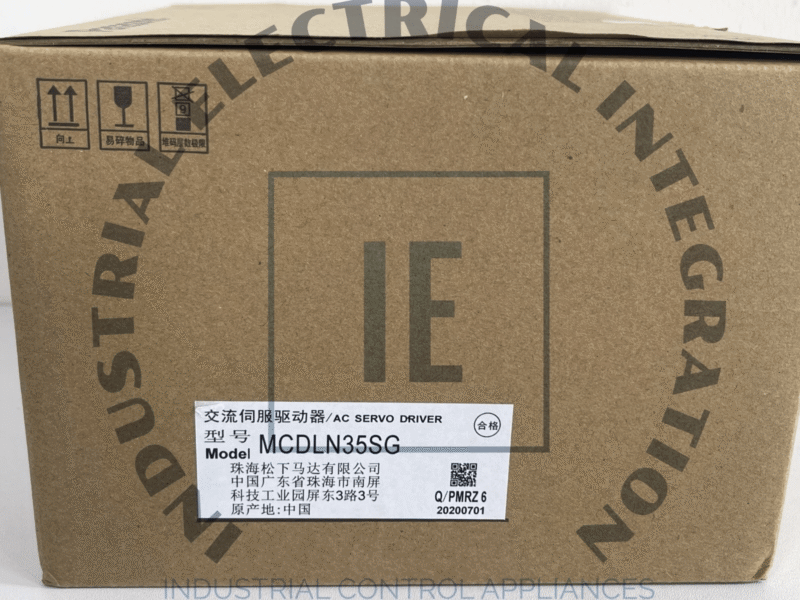 INDUSTRIAL ELECTRICAL INTEGRATION
IE
向上
易碎物品
交流伺服驱动器/AC SERVO DRIVER
合格
型号
Model MCDLN35SG
珠海松下马达有限公司
中国广东省珠海市南屏
科技工业园屏东3路3号
原产地:中国
Q/PMRZ 6
20200701
INDUSTRIAL CONTROL APPLIANCES